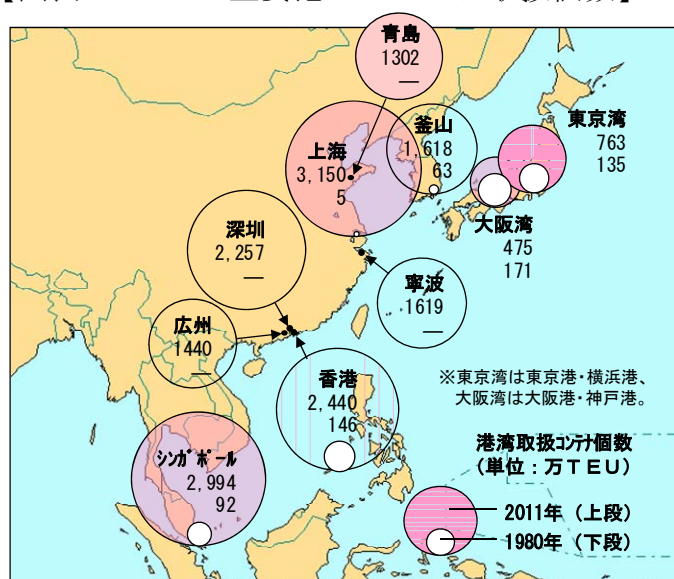 青島
1302
―
釜山
1,618
63
上海
3,150
5
東京湾
763
135
大阪湾
475
171
深圳
2,257
―
寧波
1619
―
広州
1440
―
香港
2,440
146
※東京湾は東京港・横浜港、
大阪湾は大阪港・神戸港。
シンガポール
2,994
92
港湾取扱コンテナ個数
(単位：万ＴＥＵ)
2011年（上段）
1980年（下段）